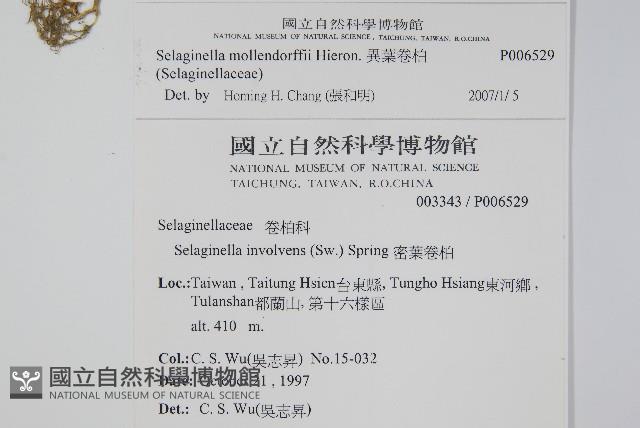 國立自然科學博物館
NATIONAL MUSEUM OF NATURAL SCIENCE, TAICHUNG, TAIWAN, R.O.CHINA
Selaginella mollendorffii Hieron. 異葉卷柏 P006529
(Selaginellaceae)
Det. by Homing H. Chang (張和明) 2007/1/5
國立自然科學博物館
NATIONAL MUSEUM OF NATURAL SCIENCE
TAICHUNG, TAIWAN, R.O.CHINA
003343 / P006529
Selaginellaceae 卷柏科
Selaginella involvens (Sw.) Spring 密葉卷柏
Loc.:Taiwan, Taitung Hsien台東縣, Tungho Hsiang東河鄉,
Tulanshan都蘭山, 第十六樣區
alt. 410 m.
Col.:C. S. Wu(吳志昇) No.15-032
Date: 21, 1997
Det.: C. S. Wu(吳志昇)
國立自然科學博物館
NATIONAL MUSEUM OF NATURAL SCIENCE